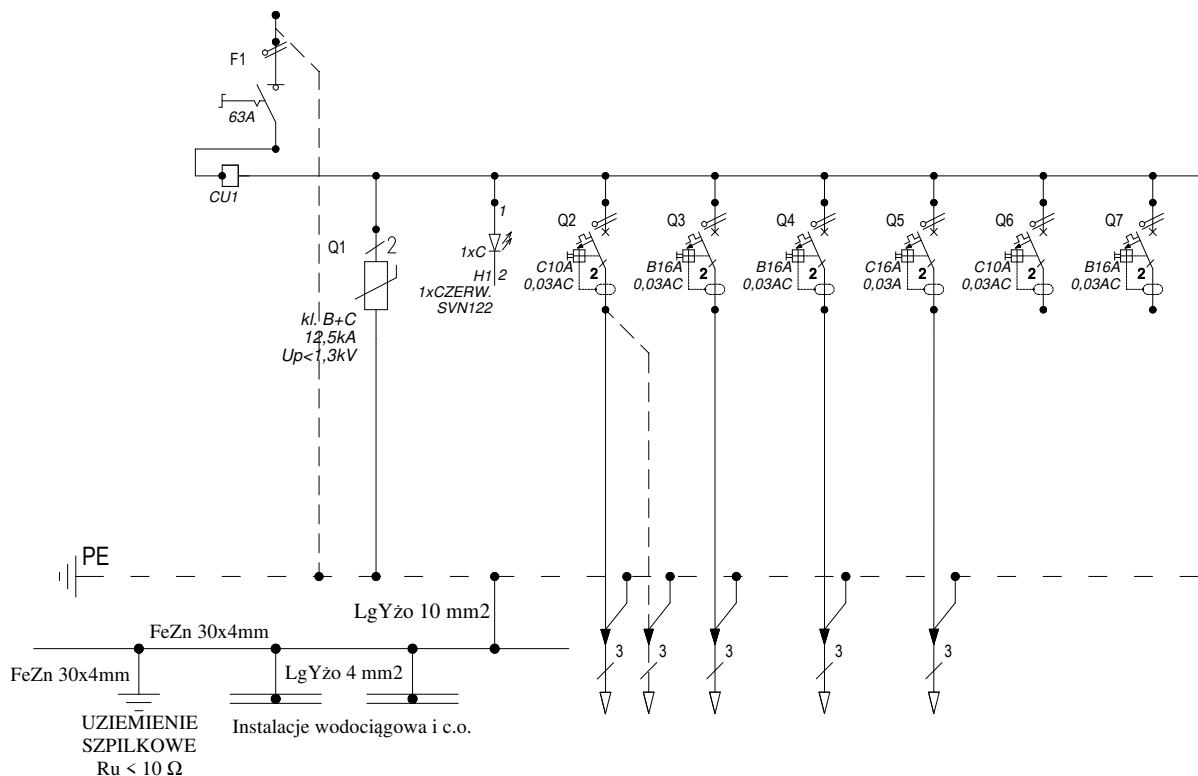 F1
63A
CU1
Q1
2
kl. B+C
12,5kA
Up<1,3kV
1
1xC
H1 2
1xCZERW.
SVN122
Q2
C10A
2
0,03AC
Q3
B16A
2
0,03AC
Q4
B16A
2
0,03AC
Q5
C16A
2
0,03A
Q6
C10A
2
0,03AC
Q7
B16A
2
0,03AC
PE
LgYżo 10 mm2
FeZn 30x4mm
FeZn 30x4mm
LgYżo 4 mm2
3
3
3
3
3
UZIEMIENIE
SZPILKOWE
Ru < 10 Ω
Instalacje wodociągowa i c.o.